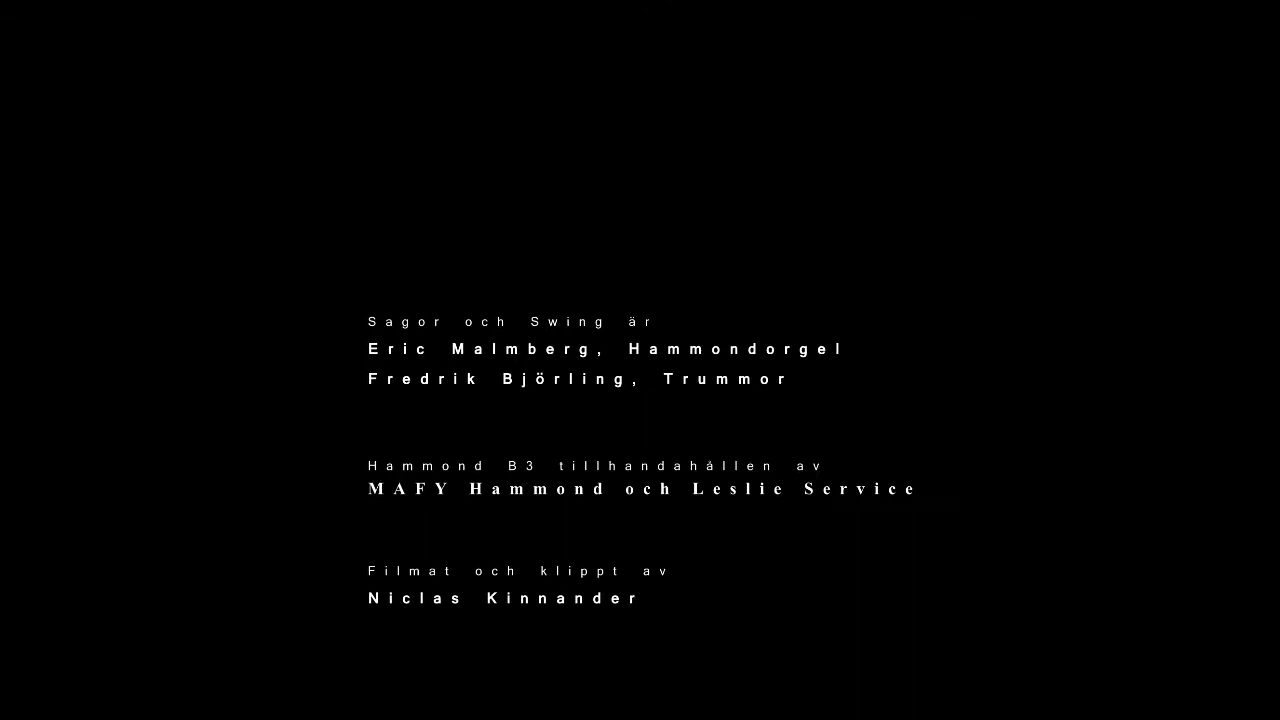 Sagor och Swing är
Eric Malmberg, Hammondorgel
Fredrik Björling, Trummor
Hammond B3 tillhandahållen av
MAFY Hammond och Leslie Service
Filmat och klippt av
Niclas Kinnander